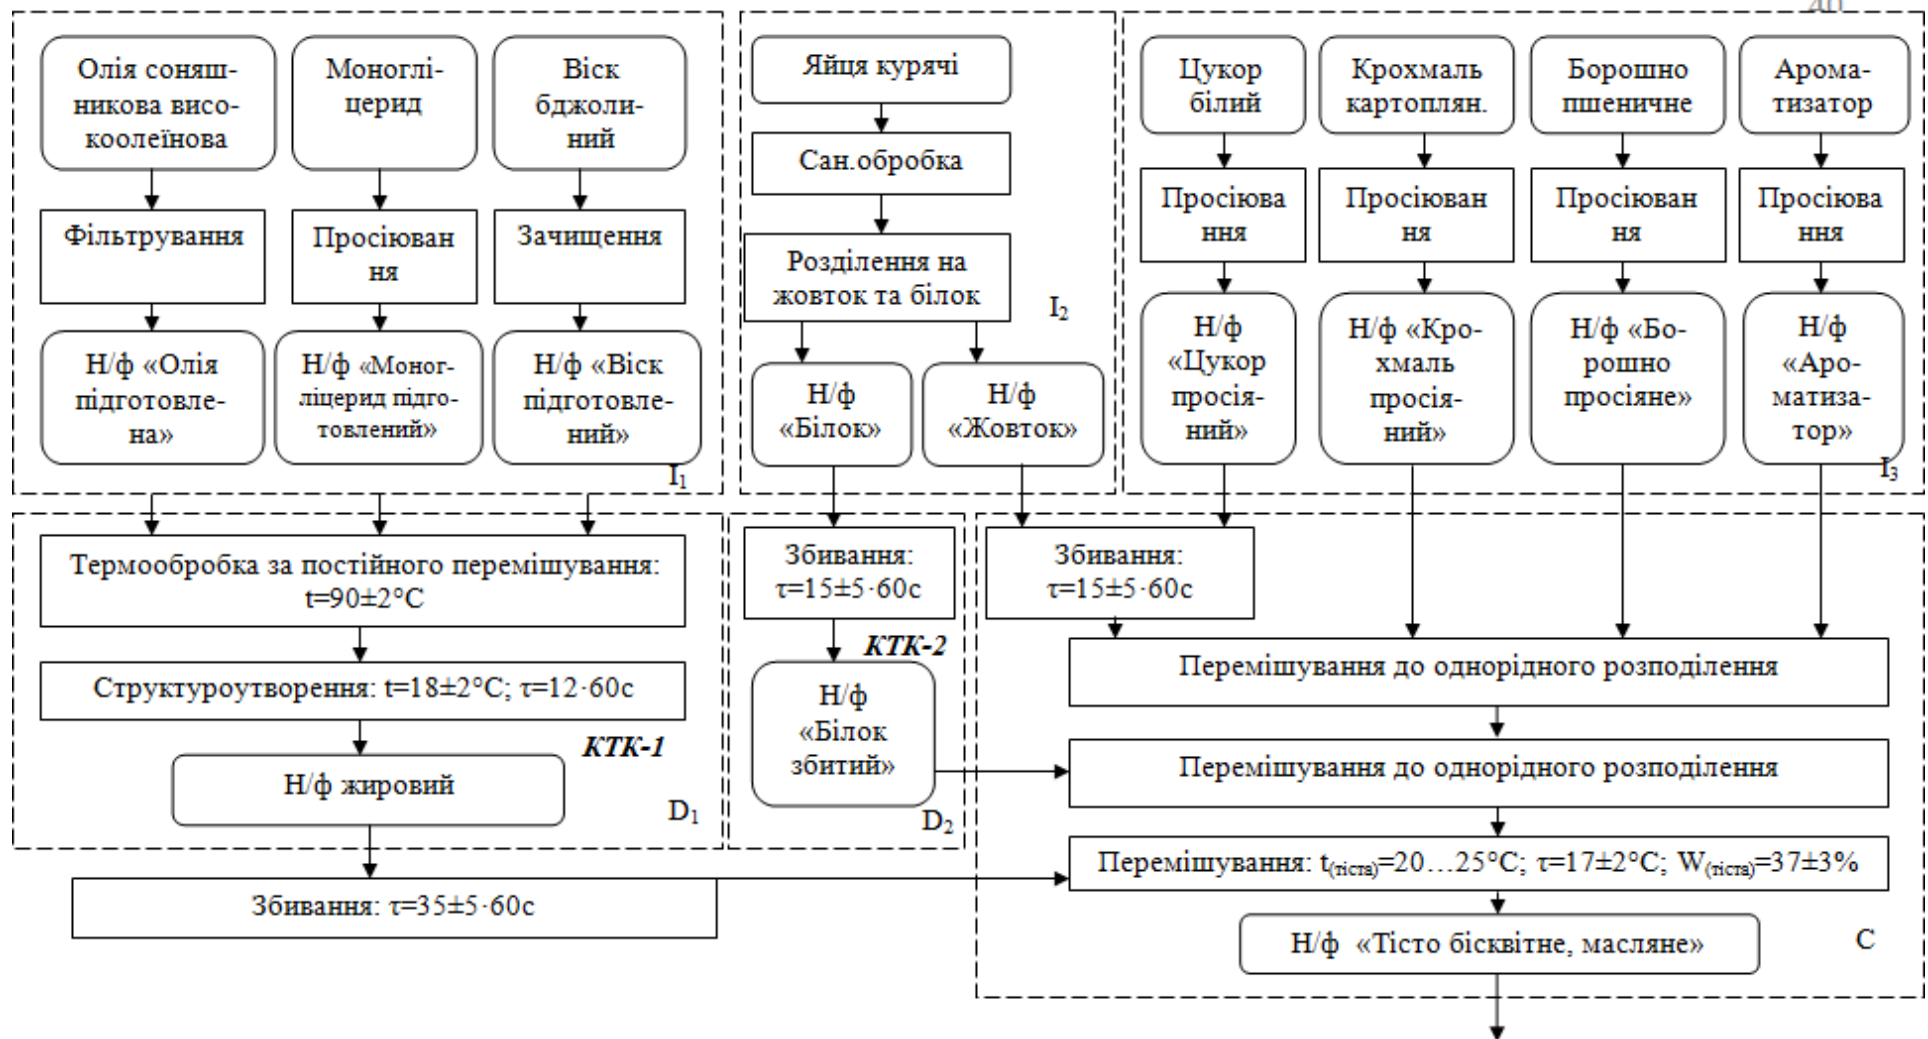 40
Олія соняш-
никова висо-
коолеїнова
Моноглі-
церид
Віск
бджоли-
ний
Фільтрування
Просіюван
ня
Зачищення
Н/ф «Олія
підготовле-
на»
Н/ф «Моног-
ліцерид підго-
товлений»
Н/ф «Віск
підготовле-
ний»
I1
Яйця курячі
Сан.обробка
Розділення на
жовток та білок
I2
Н/ф
«Білок»
Н/ф
«Жовток»
Цукор
білий
Крохмаль
картоплян.
Борошно
пшеничне
Арома-
тизатор
Просіюва
ння
Просіюван
ня
Просіюван
ня
Просіюва
ння
Н/ф
«Цукор
просія-
ний»
Н/ф «Кро-
хмаль
просія-
ний»
Н/ф «Бо-
рошно
просіяне»
Н/ф
«Аро-
матиза-
тор»
I3
Термообробка за постійного перемішування:
t=90±2°C
Структуроутворення: t=18±2°C; τ=12·60с
КТК-1
Н/ф жировий
D1
Збивання: τ=35±5·60с
Збивання:
τ=15±5·60с
КТК-2
Н/ф
«Білок
збитий»
D2
Збивання:
τ=15±5·60с
Перемішування до однорідного розподілення
Перемішування до однорідного розподілення
Перемішування: t(тіста)=20…25°C; τ=17±2°C; W(тіста)=37±3%
Н/ф «Тісто бісквітне, масляне»
C